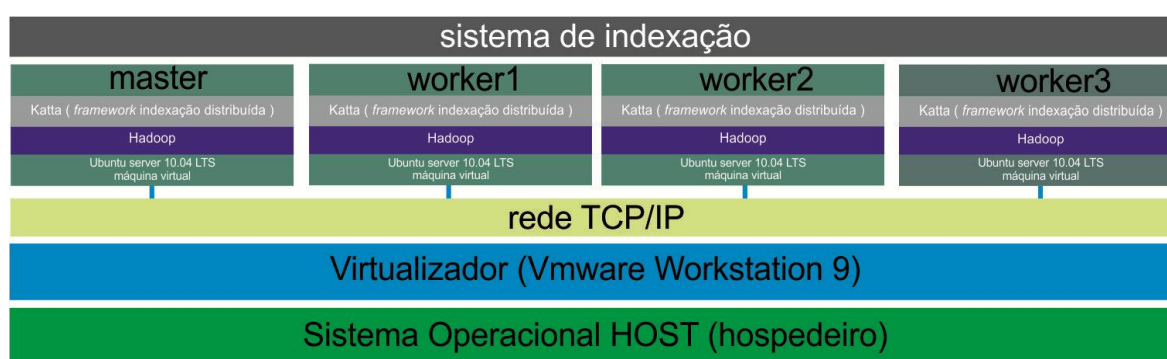 sistema de indexação
master
Katta ( framework indexação distribuída )
Hadoop
Ubuntu server 10.04 LTS
máquina virtual
worker1
Katta ( framework indexação distribuída )
Hadoop
Ubuntu server 10.04 LTS
máquina virtual
worker2
Katta ( framework indexação distribuída )
Hadoop
Ubuntu server 10.04 LTS
máquina virtual
worker3
Katta ( framework indexação distribuída )
Hadoop
Ubuntu server 10.04 LTS
máquina virtual
rede TCP/IP
Virtualizador (Vmware Workstation 9)
Sistema Operacional HOST (hospedeiro)